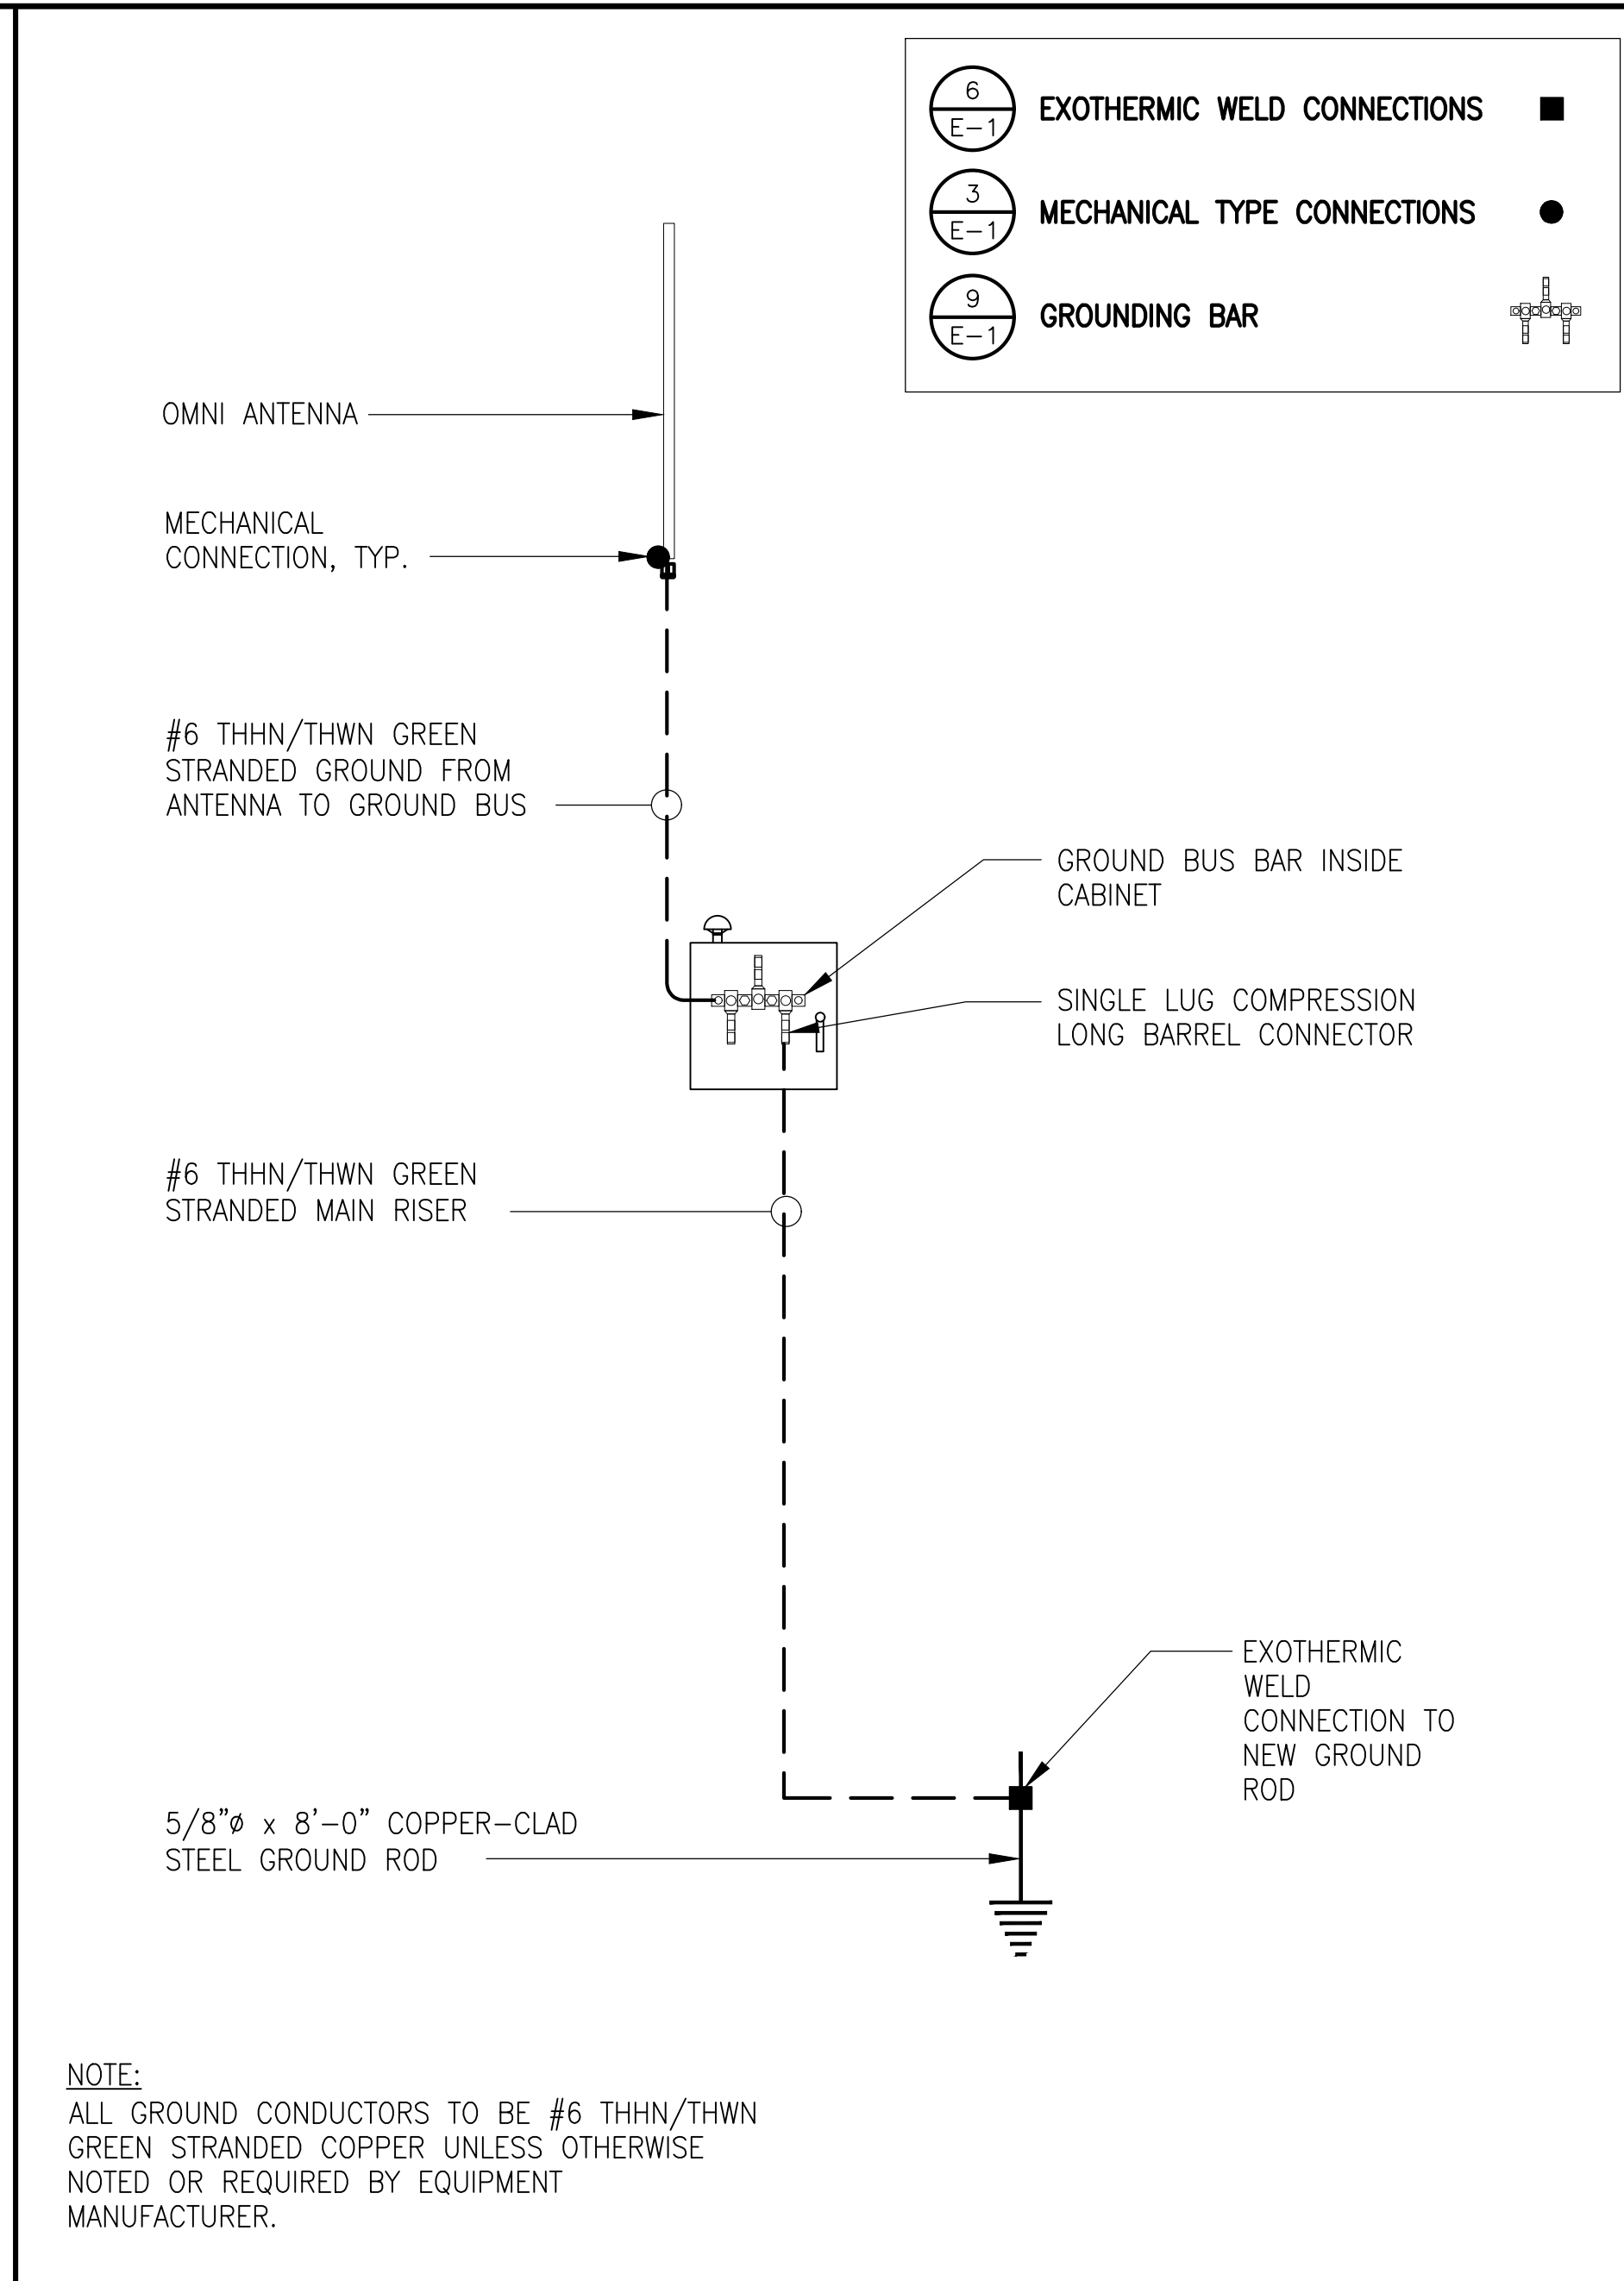 6
E-1
EXOTHERMIC WELD CONNECTIONS
3
E-1
MECHANICAL TYPE CONNECTIONS
9
E-1
GROUNDING BAR
OMNI ANTENNA
MECHANICAL
CONNECTION, TYP.
#6 THHN/THWN GREEN
STRANDED GROUND FROM
ANTENNA TO GROUND BUS
GROUND BUS BAR INSIDE
CABINET
SINGLE LUG COMPRESSION
LONG BARREL CONNECTOR
#6 THHN/THWN GREEN
STRANDED MAIN RISER
EXOTHERMIC
WELD
CONNECTION TO
NEW GROUND
ROD
5/8"ø x 8'-0" COPPER-CLAD
STEEL GROUND ROD
NOTE:
ALL GROUND CONDUCTORS TO BE #6 THHN/THWN
GREEN STRANDED COPPER UNLESS OTHERWISE
NOTED OR REQUIRED BY EQUIPMENT
MANUFACTURER.